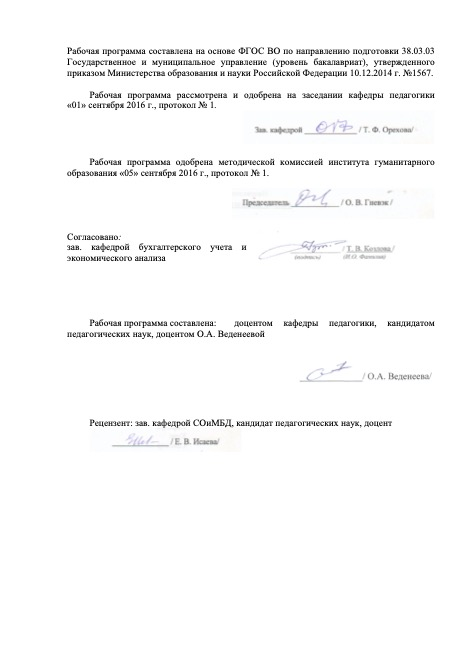 Рабочая программа составлена на основе ФГОС ВО по направлению подготовки 38.03.03
Государственное и муниципальное управление (уровень бакалавриат), утвержденного
приказом Министерства образования и науки Российской Федерации 10.12.2014 г. №1567.
Рабочая программа рассмотрена и одобрена на заседании кафедры педагогики
«01» сентября 2016 г., протокол № 1.
Зав. кафедрой / Т. Ф. Орехова/
Рабочая программа одобрена методической комиссией института гуманитарного
образования «05» сентября 2016 г., протокол № 1.
Председатель / О. В. Гневэк /
Согласовано:
зав. кафедрой бухгалтерского учета и
экономического анализа
/ Т. В. Козлова /
(подпись) (И.О. Фамилия)
Рабочая программа составлена: доцентом кафедры педагогики, кандидатом
педагогических наук, доцентом О.А. Веденеевой
/ О.А. Веденеева/
Рецензент: зав. кафедрой СОиМБД, кандидат педагогических наук, доцент
/ Е. В. Исаева/